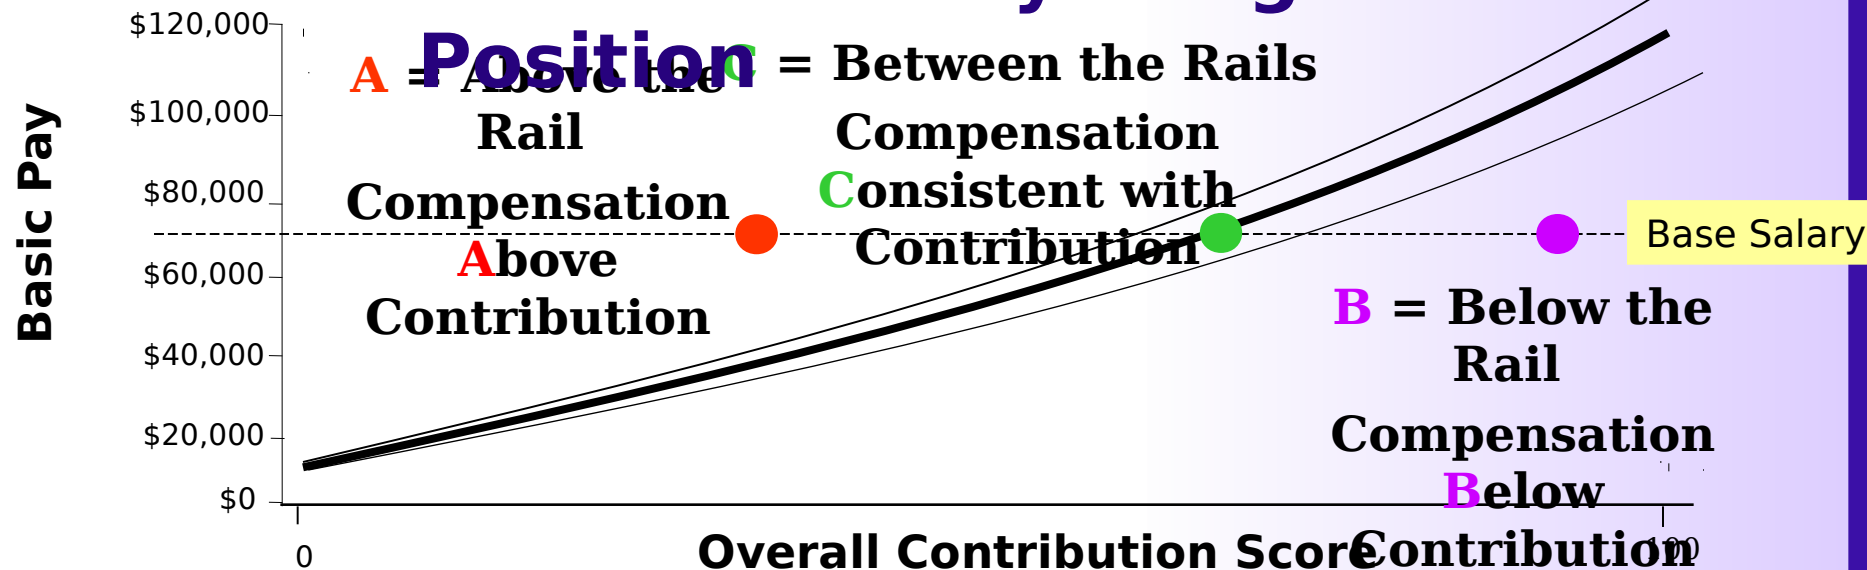 Position
$120,000
$100,000
$80,000
$60,000
$40,000
$20,000
$0
Basic Pay
A = Above the
Rail
Compensation
Above
Contribution
C = Between the Rails
Compensation
Consistent with
Contribution
Base Salary
B = Below the
Rail
Compensation
Below
Contribution
0
Overall Contribution Score
100